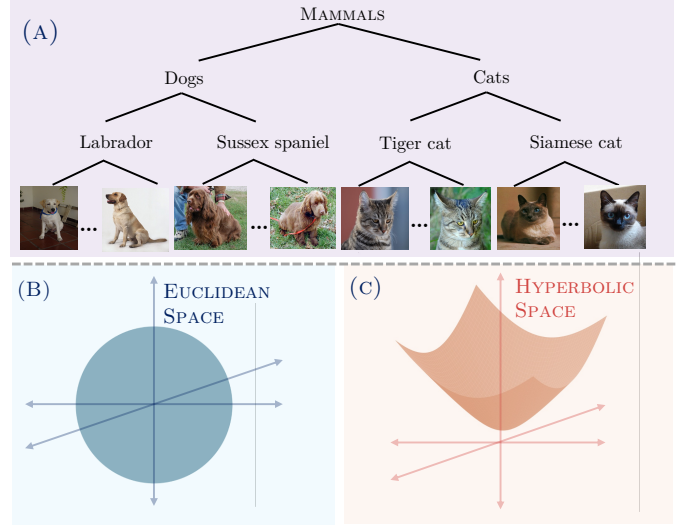 (A)
MAMMALS
Dogs
Cats
Labrador
Sussex spaniel
Tiger cat
Siamese cat
...
...
...
...
(B)
EUCLIDEAN
SPACE
(C)
HYPERBOLIC
SPACE